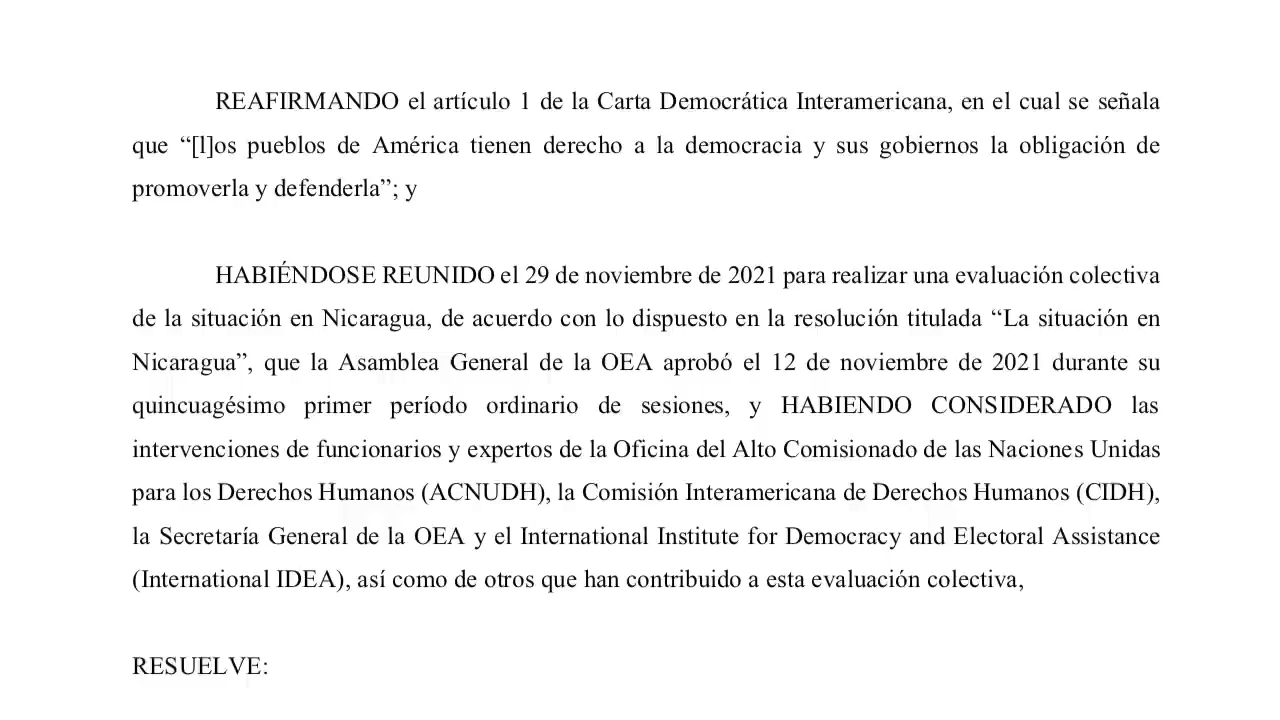 REAFIRMANDO el artículo 1 de la Carta Democrática Interamericana, en el cual se señala
que “[l]os pueblos de América tienen derecho a la democracia y sus gobiernos la obligación de
promoverla y defenderla”; y
HABIÉNDOSE REUNIDO el 29 de noviembre de 2021 para realizar una evaluación colectiva
de la situación en Nicaragua, de acuerdo con lo dispuesto en la resolución titulada “La situación en
Nicaragua”, que la Asamblea General de la OEA aprobó el 12 de noviembre de 2021 durante su
quincuagésimo primer período ordinario de sesiones, y HABIENDO CONSIDERADO las
intervenciones de funcionarios y expertos de la Oficina del Alto Comisionado de las Naciones Unidas
para los Derechos Humanos (ACNUDH), la Comisión Interamericana de Derechos Humanos (CIDH),
la Secretaría General de la OEA y el International Institute for Democracy and Electoral Assistance
(International IDEA), así como de otros que han contribuido a esta evaluación colectiva,
RESUELVE: